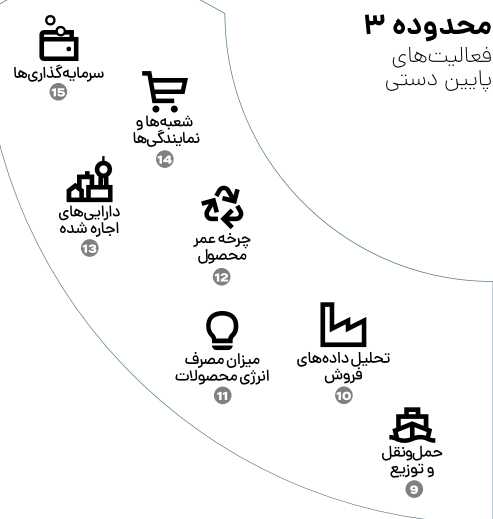 محدوده ۳
فعالیت‌های
پایین دستی
سرمایه‌گذاری‌ها
15
شعبه‌ها و
نمایندگی‌ها
14
دارایی‌های
اجاره شده
13
چرخه عمر
محصول
12
میزان مصرف
انرژی محصولات
11
تحلیل داده‌های
فروش
10
حمل‌ونقل
و توزیع
9